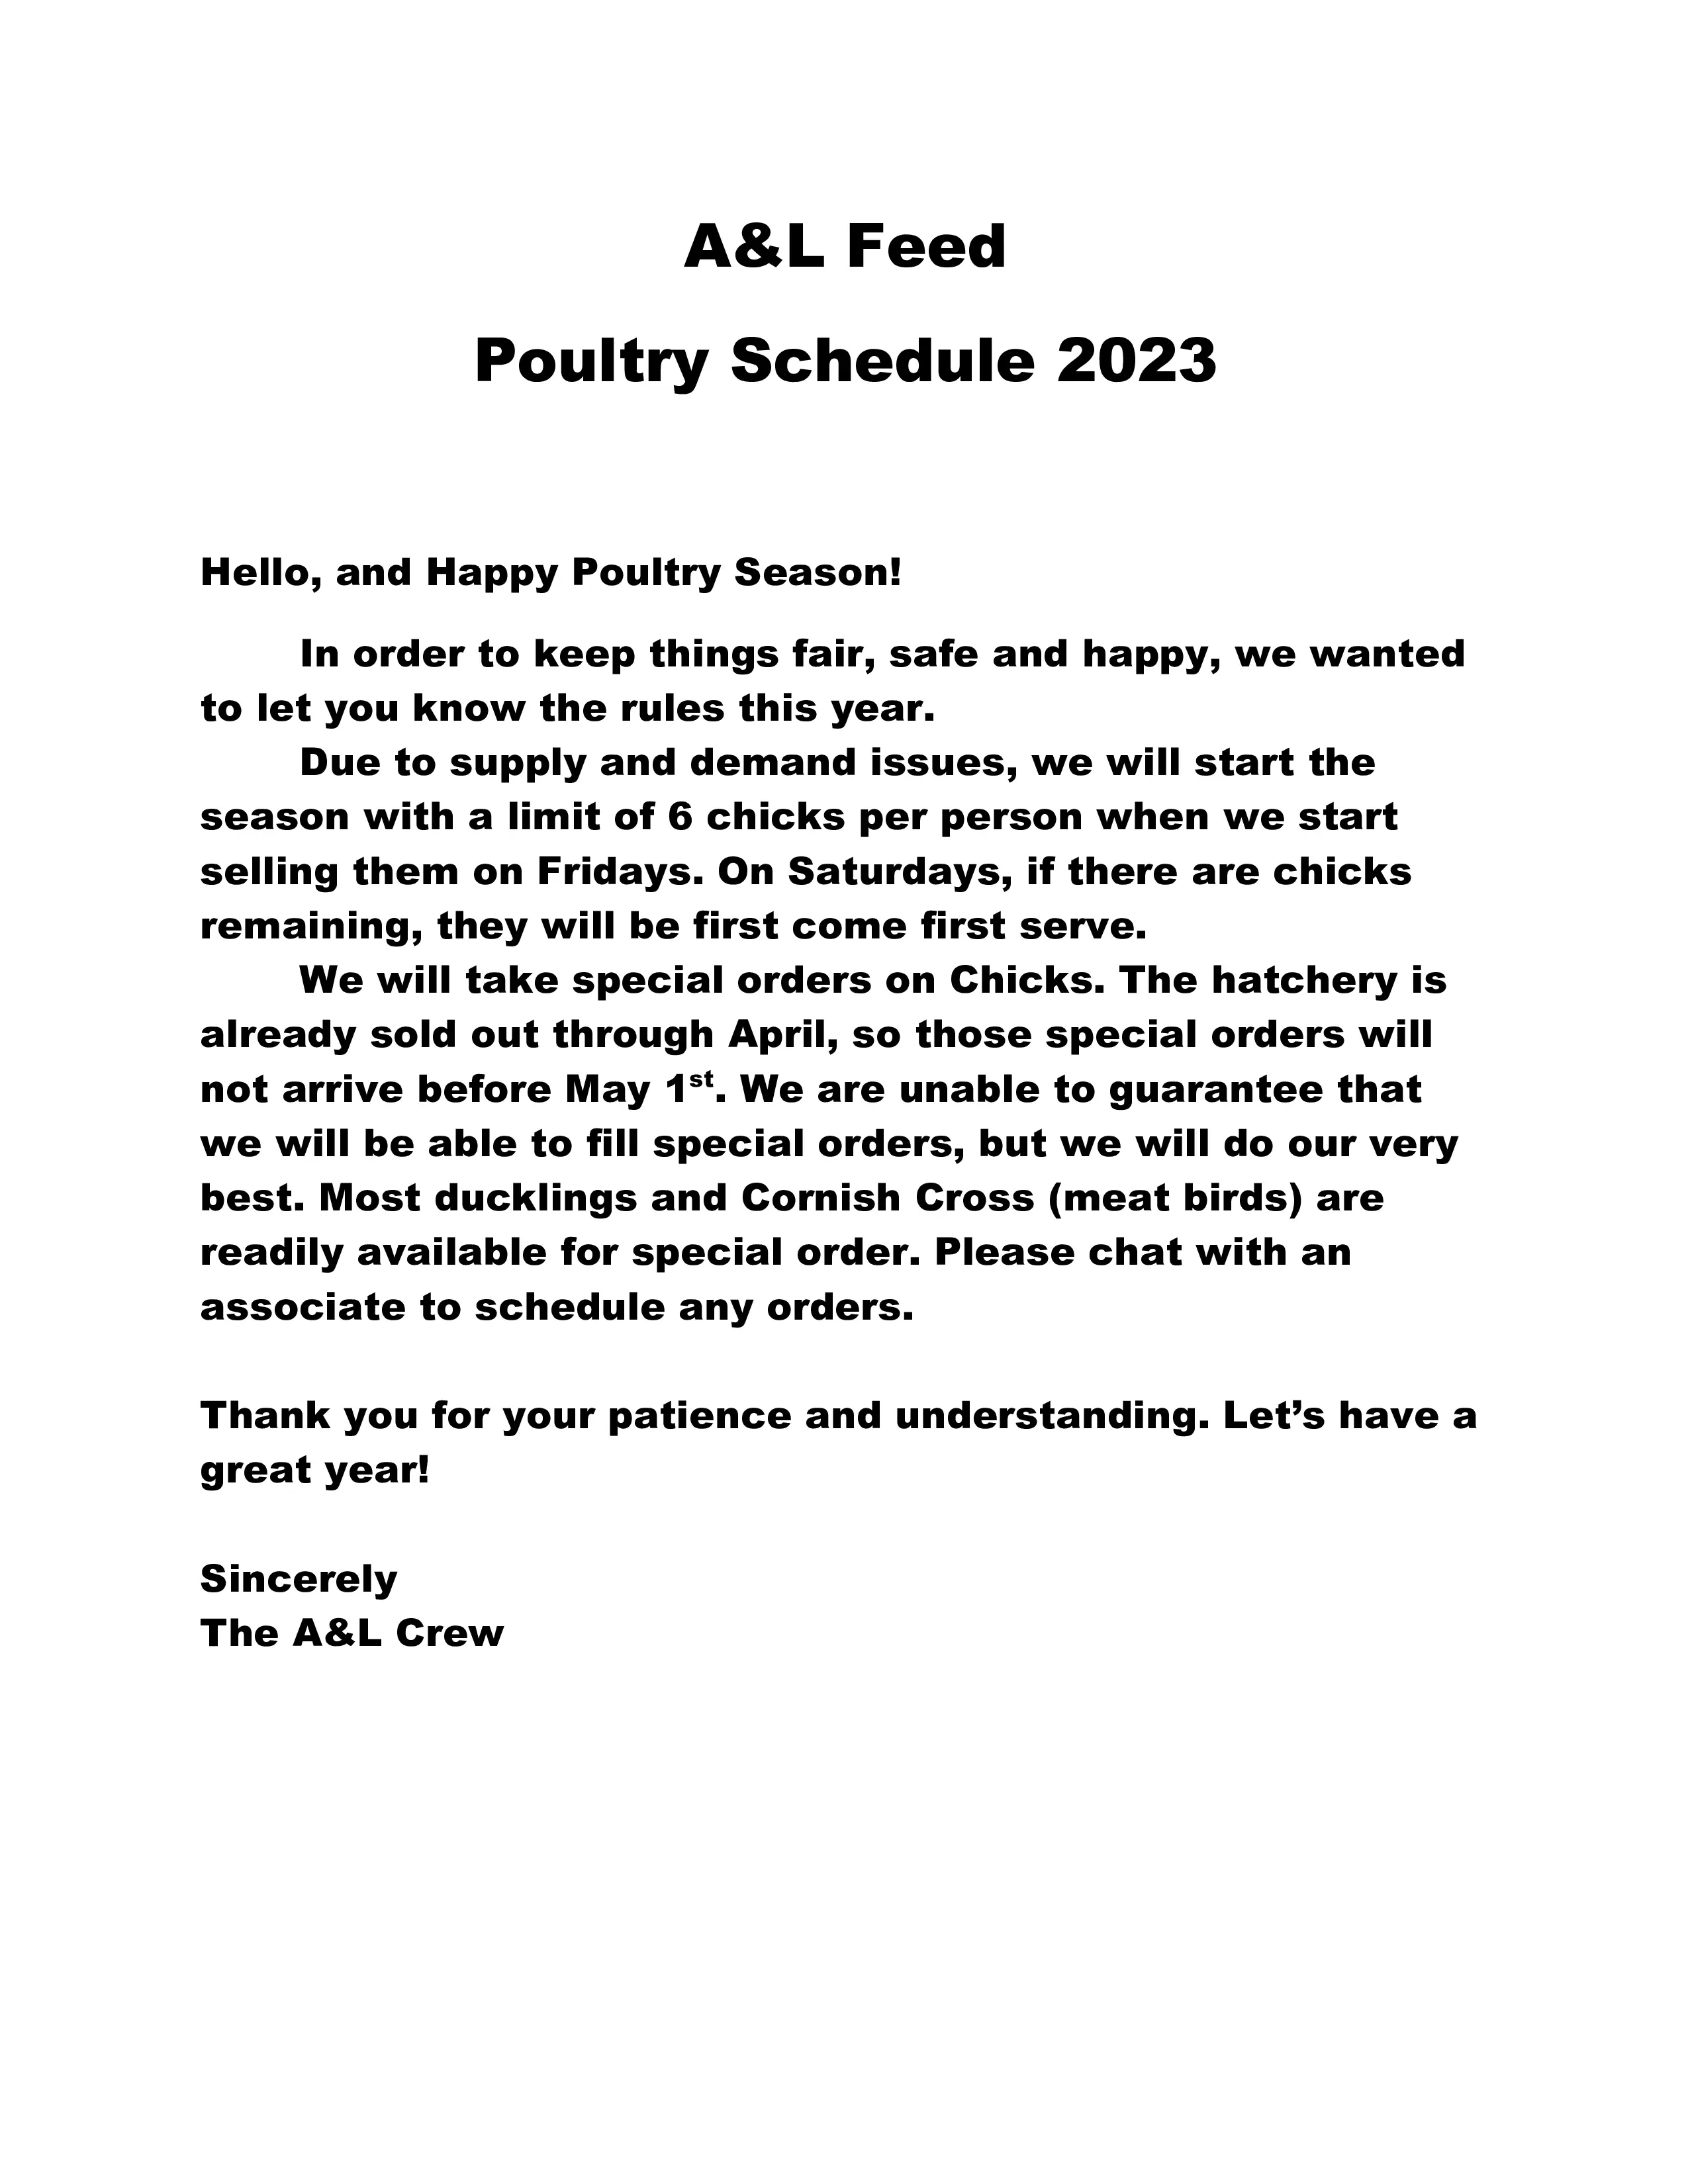 A&L Feed
Poultry Schedule 2023
Hello, and Happy Poultry Season!
In order to keep things fair, safe and happy, we wanted
to let you know the rules this year.
Due to supply and demand issues, we will start the
season with a limit of 6 chicks per person when we start
selling them on Fridays. On Saturdays, if there are chicks
remaining, they will be first come first serve.
We will take special orders on Chicks. The hatchery is
already sold out through April, so those special orders will
not arrive before May 1st. We are unable to guarantee that
we will be able to fill special orders, but we will do our very
best. Most ducklings and Cornish Cross (meat birds) are
readily available for special order. Please chat with an
associate to schedule any orders.
Thank you for your patience and understanding. Let’s have a
great year!
Sincerely
The A&L Crew